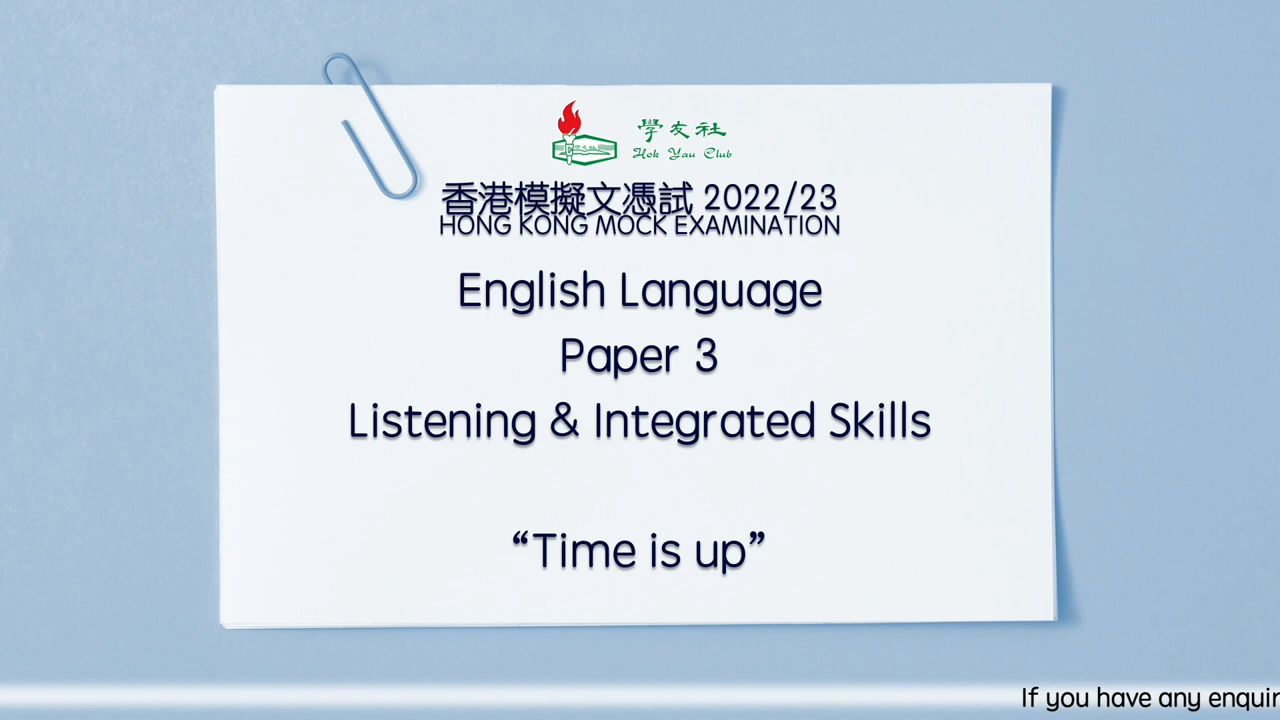 學友社
Hok Yau Club
香港模擬文憑試 2022/23
HONG KONG MOCK EXAMINATION
English Language
Paper 3
Listening & Integrated Skills
“Time is up”
If you have any